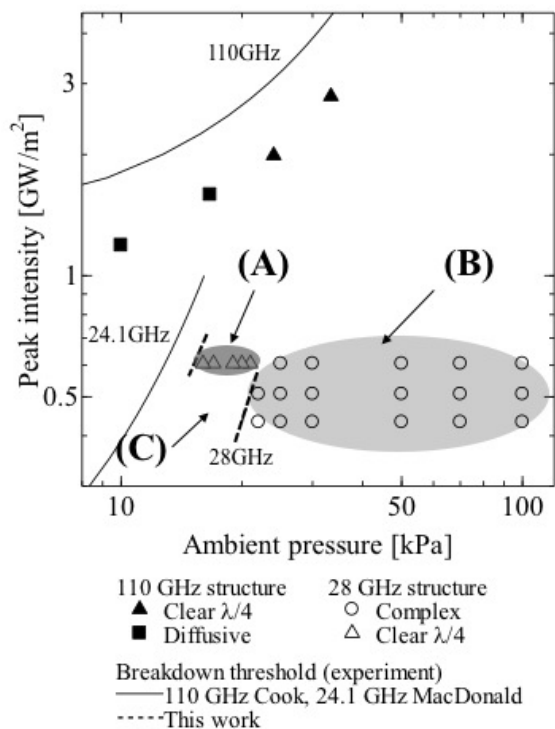 110GHz
3
Peak intensity [GW/m²]
(A)
(B)
1
24.1GHz
0.5
(C)
28GHz
10
50
100
Ambient pressure [kPa]
110 GHz structure
28 GHz structure
▲ Clear λ/4
○ Complex
■ Diffusive
△ Clear λ/4
Breakdown threshold (experiment)
110 GHz Cook, 24.1 GHz MacDonald
This work